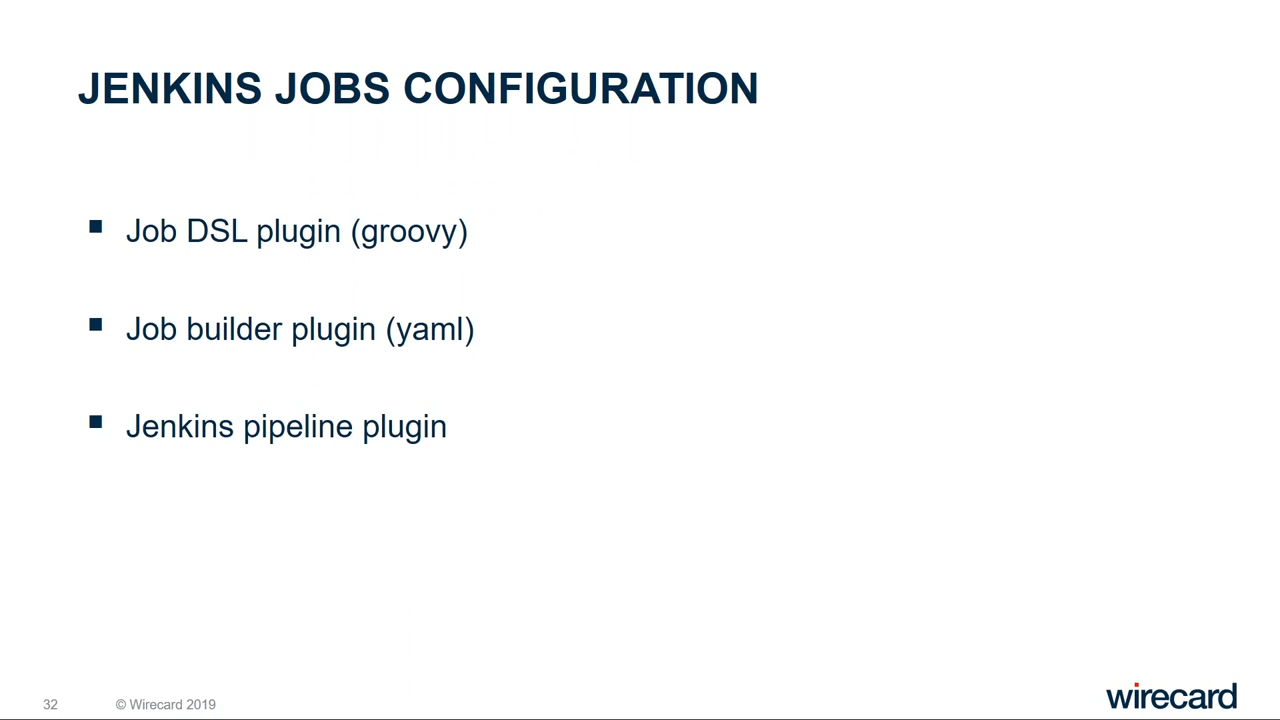 JENKINS JOBS CONFIGURATION
Job DSL plugin (groovy)
Job builder plugin (yaml)
Jenkins pipeline plugin
32 © Wirecard 2019
wirecard